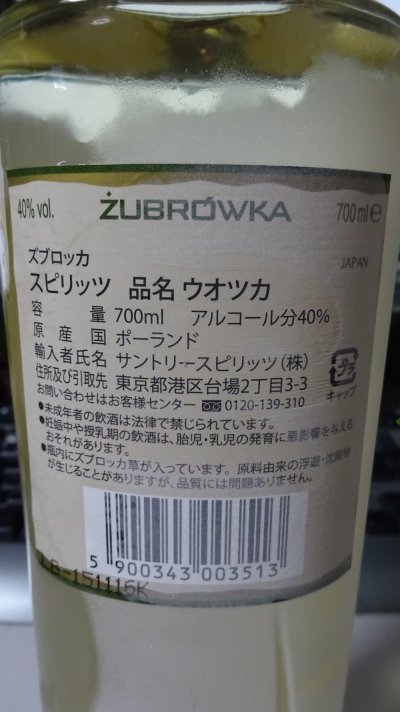 40% vol. ŻUBRÓWKA 700 ml e
ズブロッカ JAPAN
スピリッツ 品名 ウオツカ
容 量 700ml アルコール分40%
原 産 国 ポーランド
輸入者氏名 サントリースピリッツ(株)
住所及び引取先 東京都港区台場2丁目3-3
お問い合わせはお客様センター 0120-139-310
プラ
キャップ
●未成年者の飲酒は法律で禁じられています。
●妊娠中や授乳期の飲酒は、胎児・乳児の発育に悪影響を与える
おそれがあります。
●瓶内にズブロッカ草が入っています。原料由来の浮遊・沈殿物
が生じることがありますが、品質には問題ありません。
5 900343 003513
LB-151116K